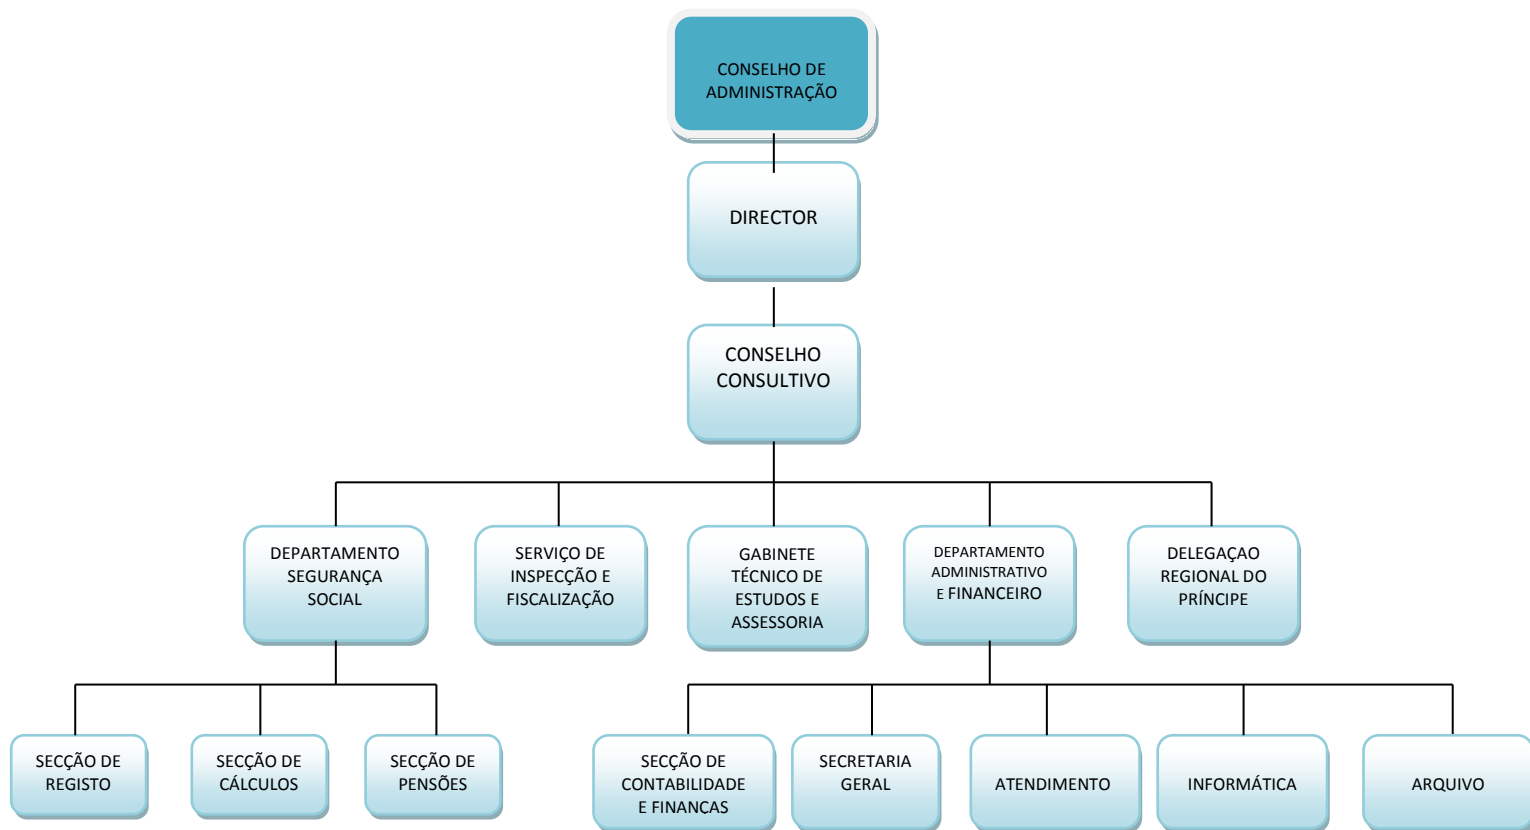 CONSELHO DE
ADMINISTRAÇÃO
DIRECTOR
CONSELHO
CONSULTIVO
DEPARTAMENTO
SEGURANÇA
SOCIAL
SERVIÇO DE
INSPECÇÃO E
FISCALIZAÇÃO
GABINETE
TÉCNICO DE
ESTUDOS E
ASSESSORIA
DEPARTAMENTO
ADMINISTRATIVO
E FINANCEIRO
DELEGAÇAO
REGIONAL DO
PRÍNCIPE
SECÇÃO DE
REGISTO
SECÇÃO DE
CÁLCULOS
SECÇÃO DE
PENSÕES
SECÇÃO DE
CONTABILIDADE
E FINANÇAS
SECRETARIA
GERAL
ATENDIMENTO
INFORMÁTICA
ARQUIVO